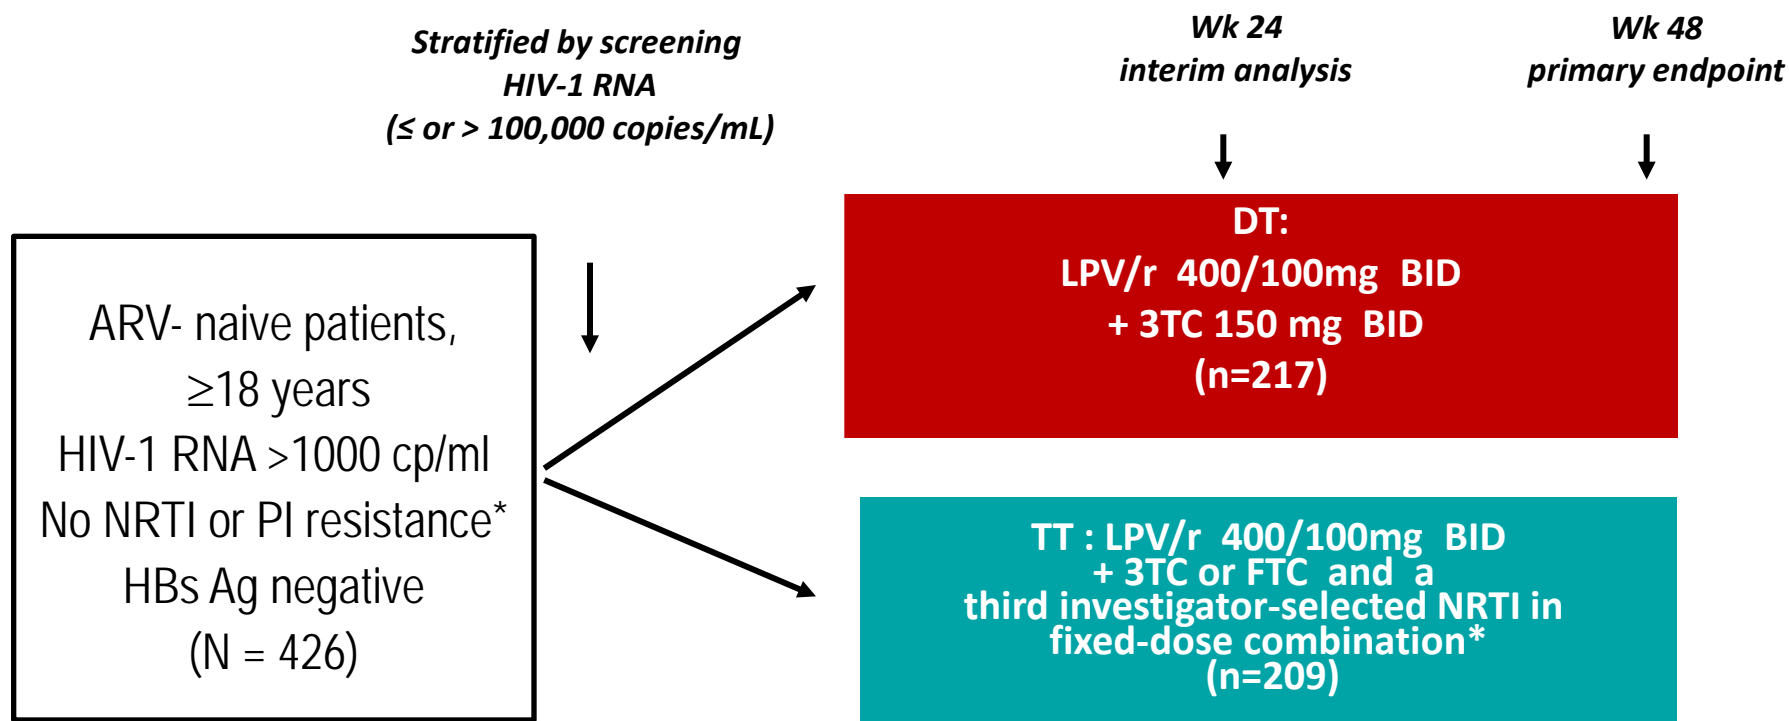 Stratified by screening
HIV-1 RNA
(≤ or > 100,000 copies/mL)
Wk 24
interim analysis
Wk 48
primary endpoint
ARV- naive patients,
≥18 years
HIV-1 RNA >1000 cp/ml
No NRTI or PI resistance*
HBs Ag negative
(N = 426)
DT:
LPV/r 400/100mg BID
+ 3TC 150 mg BID
(n=217)
TT : LPV/r 400/100mg BID
+ 3TC or FTC and a
third investigator-selected NRTI in
fixed-dose combination*
(n=209)